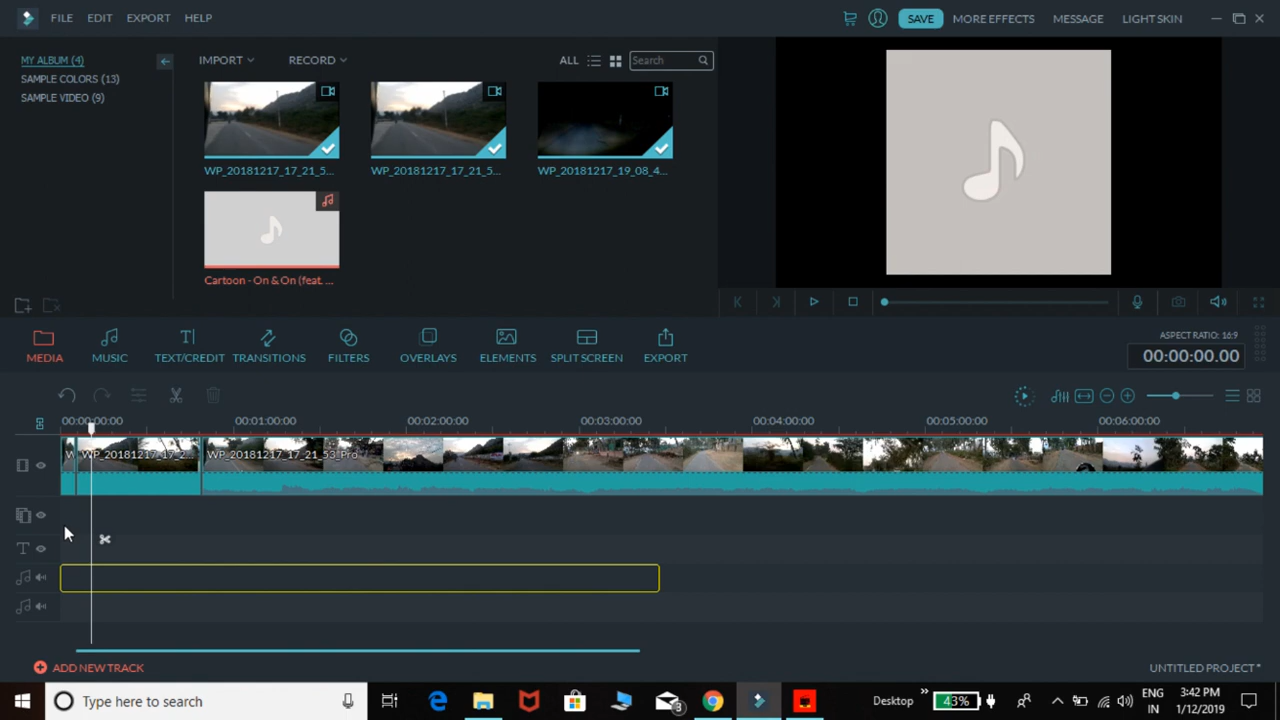 FILE EDIT EXPORT HELP
SAVE MORE EFFECTS MESSAGE LIGHT SKIN
MY ALBUM (4)
SAMPLE COLORS (13)
SAMPLE VIDEO (9)
IMPORT RECORD ALL Search
WP_20181217_17_21_5... WP_20181217_17_21_5... WP_20181217_19_08_4...
Cartoon - On & On (feat. ...
MEDIA MUSIC TEXT/CREDIT TRANSITIONS FILTERS OVERLAYS ELEMENTS SPLIT SCREEN EXPORT
ASPECT RATIO: 16:9
00:00:00.00
00:00:00:00 00:01:00:00 00:02:00:00 00:03:00:00 00:04:00:00 00:05:00:00 00:06:00:00
W WP_20181217_17_2... WP_20181217_17_21_53_Pro
T
ADD NEW TRACK
UNTITLED PROJECT*
Type here to search
3
Desktop
43%
ENG
IN
3:42 PM
1/12/2019